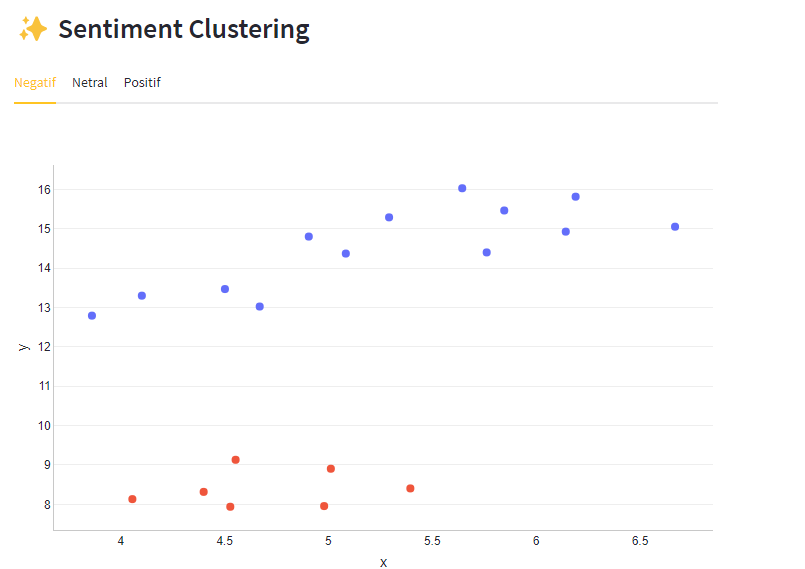 ✨ Sentiment Clustering
Negatif Netral Positif
16
15
14
13
12
11
10
9
8
y
4 4.5 5 5.5 6 6.5
x